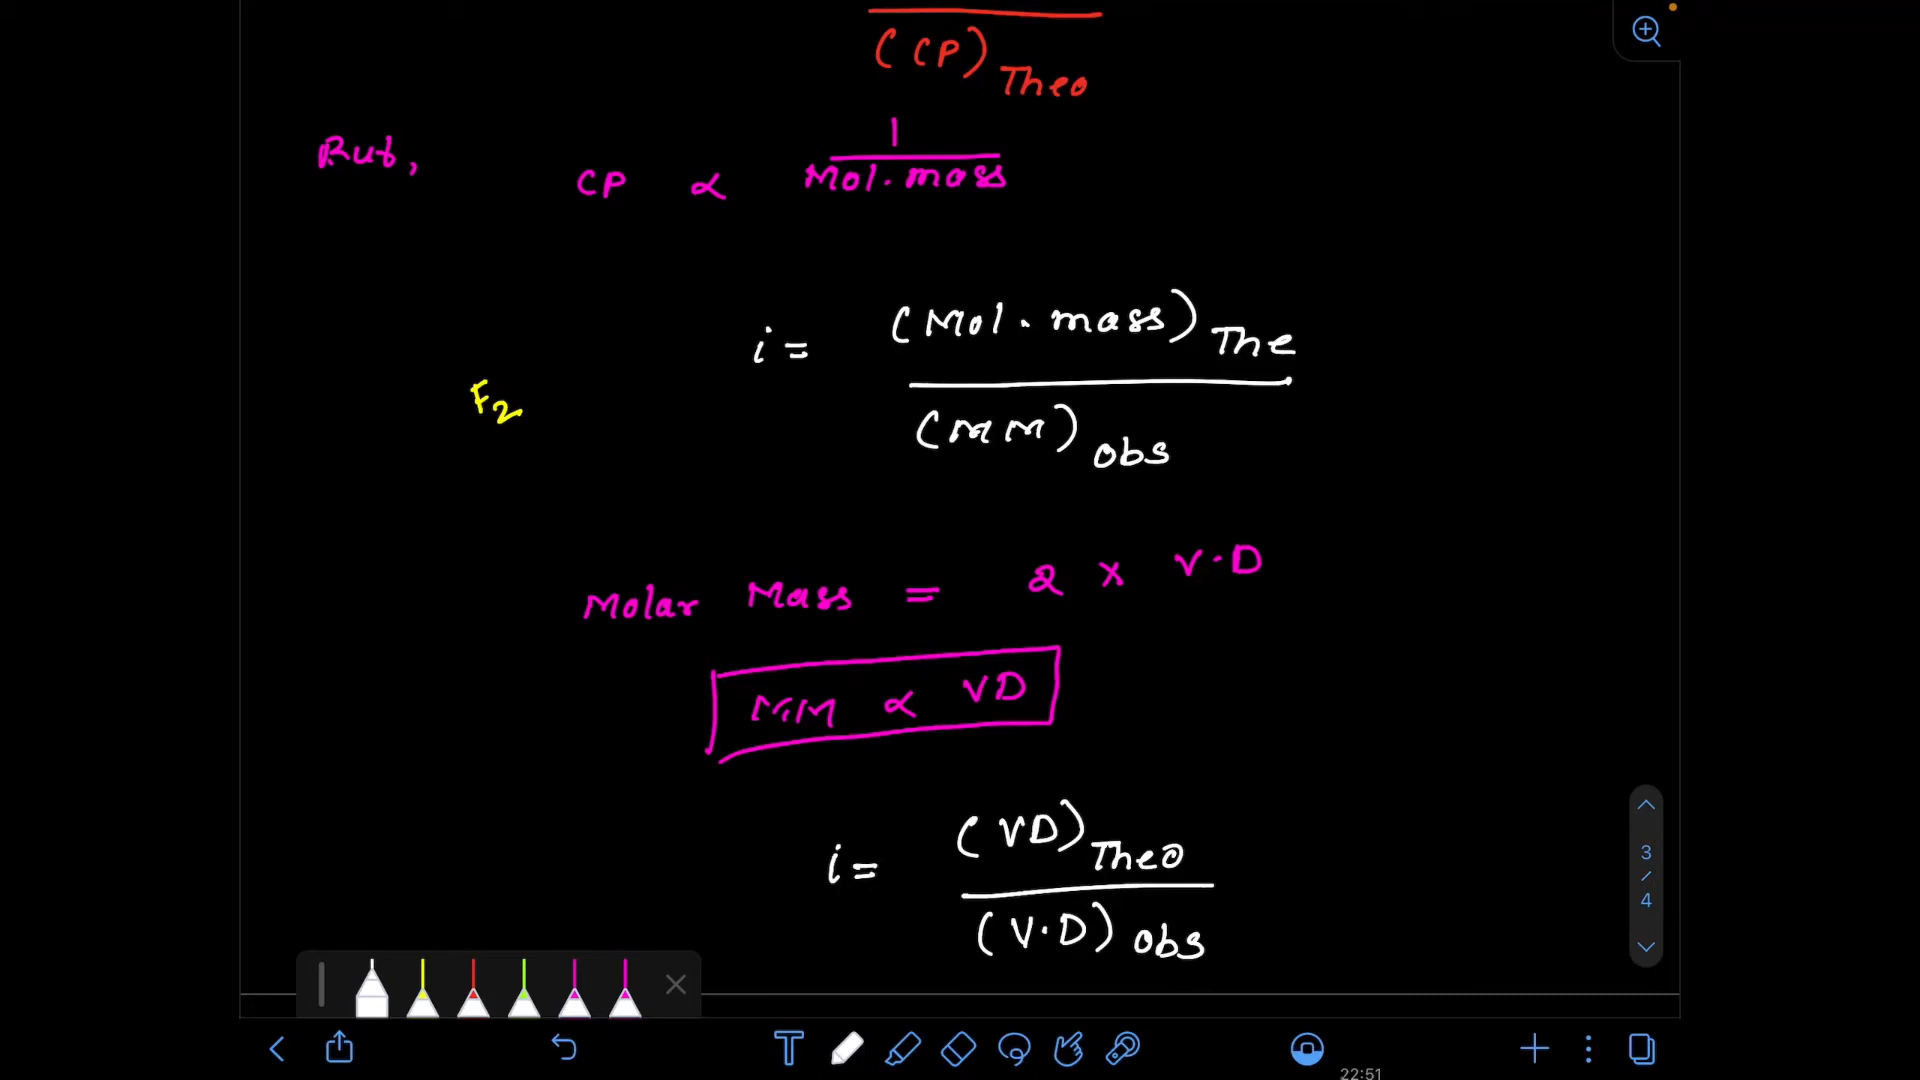 (CP) Theo
But, CP ∝ 1 / Mol. mass
i = (Mol. mass) The / (MM) obs
F2
Molar Mass = 2 x V.D
MM ∝ VD
i = (VD) Theo / (V.D) obs
3
/
4
22:51